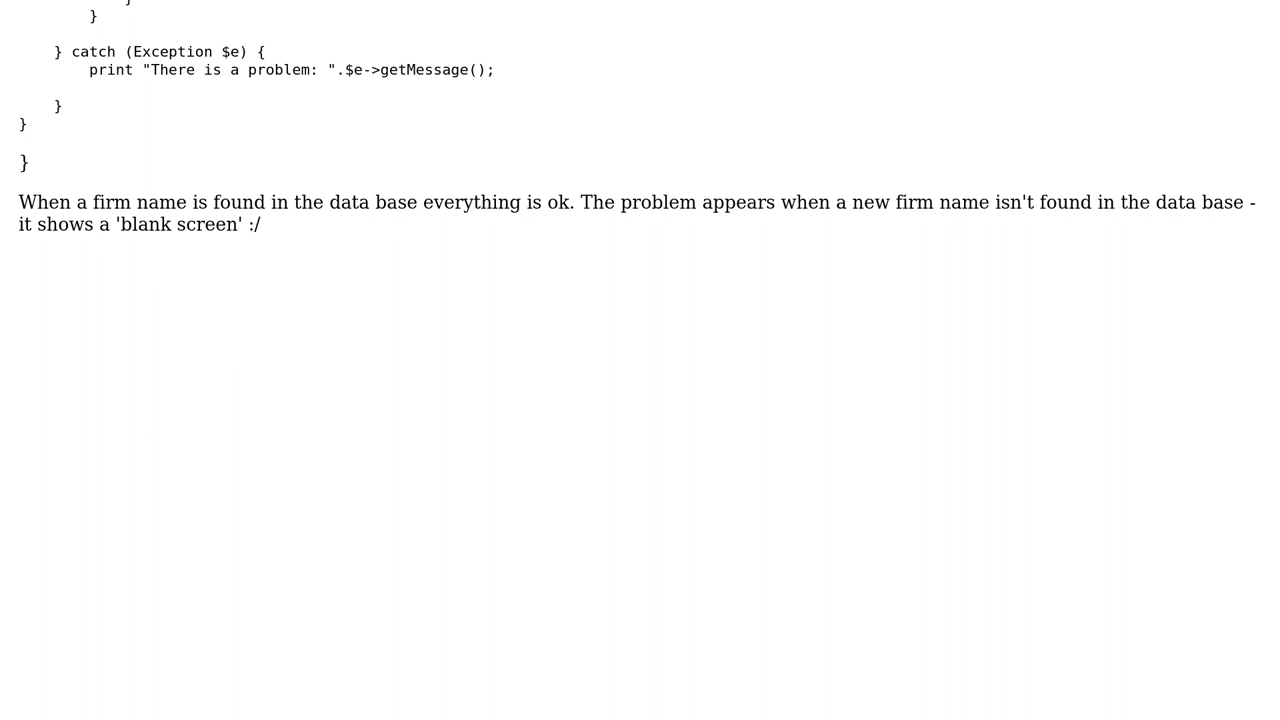 }
}
} catch (Exception $e) {
print "There is a problem: ".$e->getMessage();
}
}
}
When a firm name is found in the data base everything is ok. The problem appears when a new firm name isn't found in the data base -
it shows a 'blank screen' :/